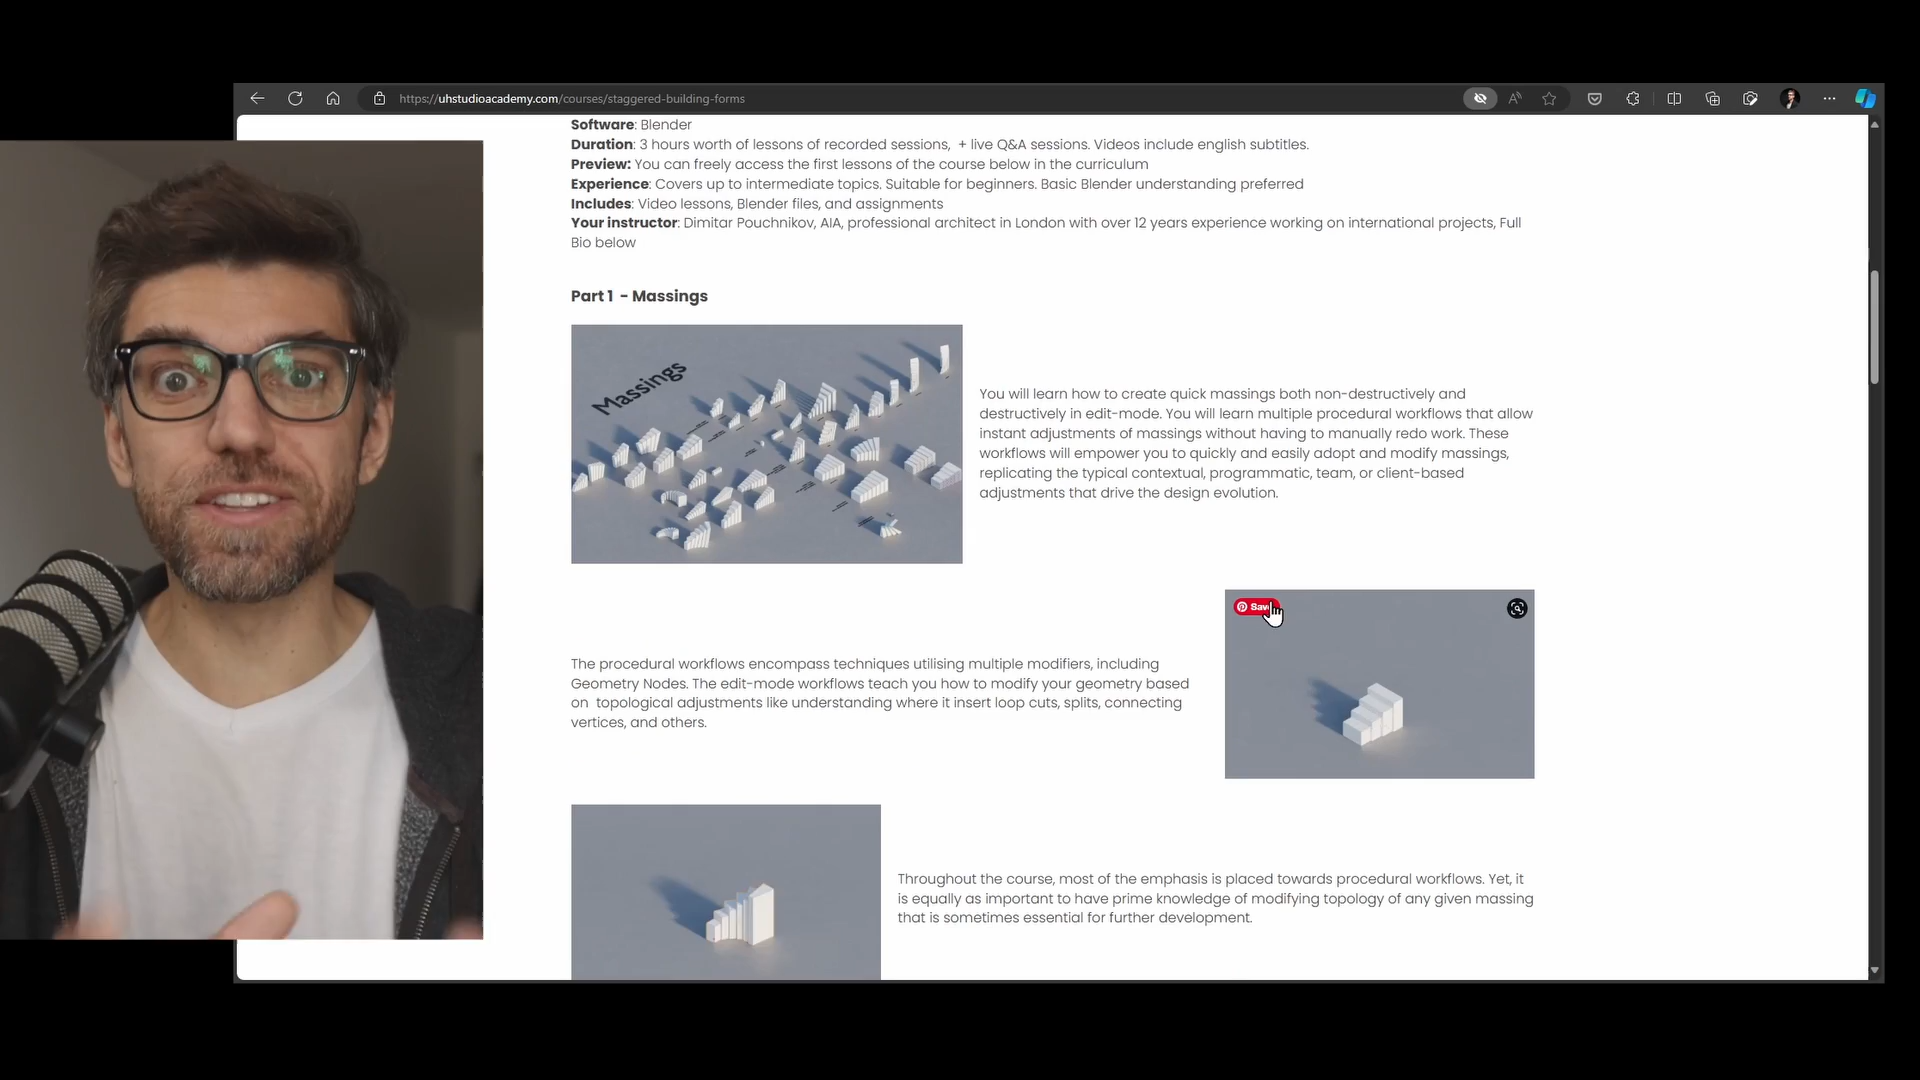 https://uhstudioacademy.com/courses/staggered-building-forms
Software: Blender
Duration: 3 hours worth of lessons of recorded sessions,  + live Q&A sessions. Videos include english subtitles.
Preview: You can freely access the first lessons of the course below in the curriculum
Experience: Covers up to intermediate topics. Suitable for beginners. Basic Blender understanding preferred
Includes: Video lessons, Blender files, and assignments
Your instructor: Dimitar Pouchnikov, AIA, professional architect in London with over 12 years experience working on international projects, Full
Bio below
Part 1  - Massings
Massings
You will learn how to create quick massings both non-destructively and
destructively in edit-mode. You will learn multiple procedural workflows that allow
instant adjustments of massings without having to manually redo work. These
workflows will empower you to quickly and easily adopt and modify massings,
replicating the typical contextual, programmatic, team, or client-based
adjustments that drive the design evolution.
Save
The procedural workflows encompass techniques utilising multiple modifiers, including
Geometry Nodes. The edit-mode workflows teach you how to modify your geometry based
on  topological adjustments like understanding where it insert loop cuts, splits, connecting
vertices, and others.
Throughout the course, most of the emphasis is placed towards procedural workflows. Yet, it
is equally as important to have prime knowledge of modifying topology of any given massing
that is sometimes essential for further development.